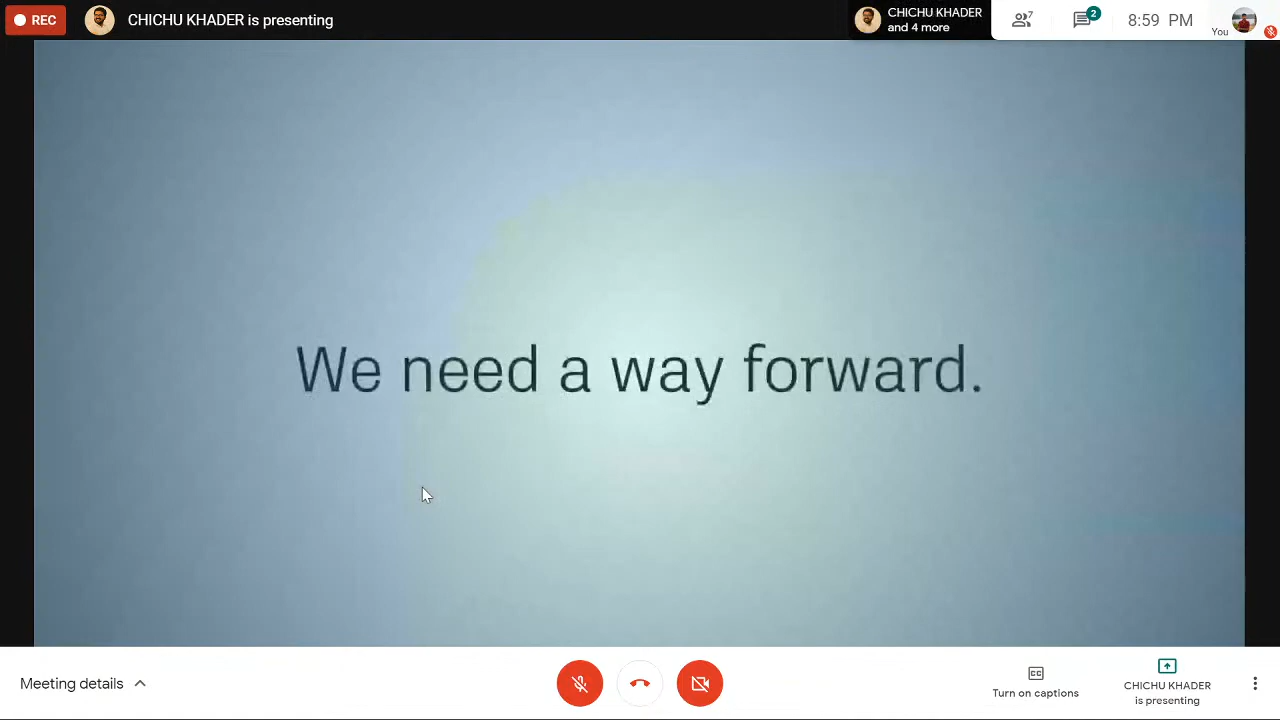 REC
CHICHU KHADER is presenting
CHICHU KHADER
and 4 more
7
2
8:59 PM
You
We need a way forward.
Meeting details
CC
Turn on captions
CHICHU KHADER
is presenting